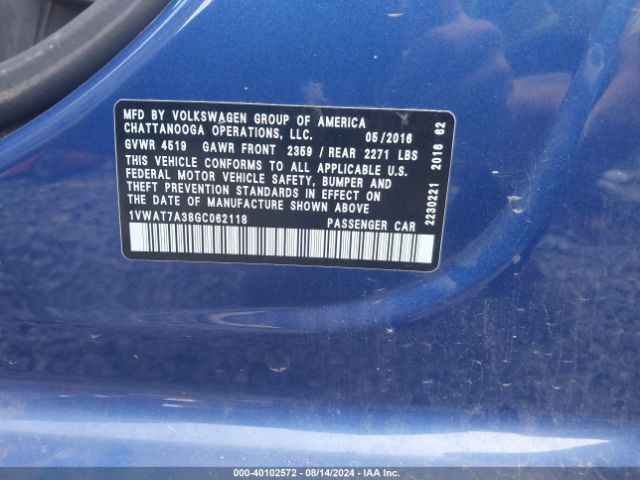 MFD BY VOLKSWAGEN GROUP OF AMERICA
CHATTANOOGA OPERATIONS, LLC. 05/2016
GVWR 4519 GAWR FRONT 2359 / REAR 2271 LBS
THIS VEHICLE CONFORMS TO ALL APPLICABLE U.S.
FEDERAL MOTOR VEHICLE SAFETY, BUMPER AND
THEFT PREVENTION STANDARDS IN EFFECT ON
THE DATE OF MANUFACTURE SHOWN ABOVE
1VWAT7A38GC062118 PASSENGER CAR
2230221 2016 62
000-40102572 - 08/14/2024 - IAA Inc.